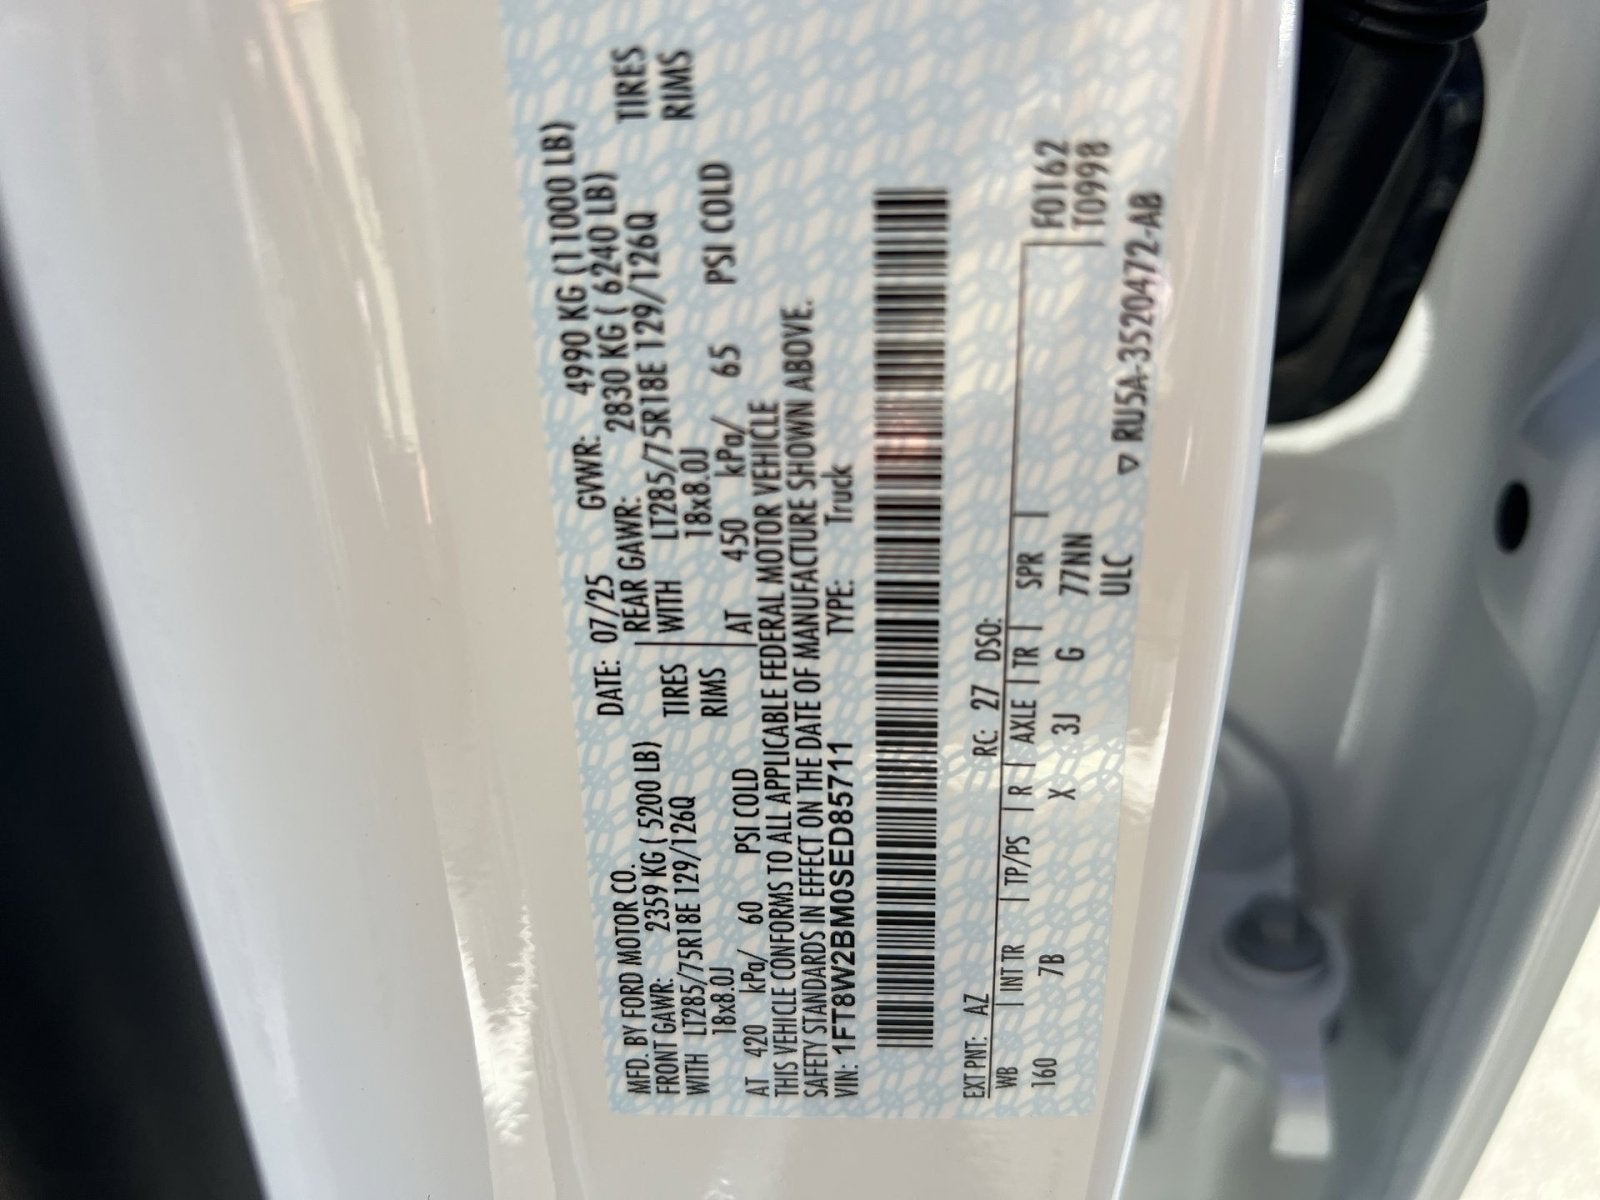 MFD. BY FORD MOTOR CO.
DATE: 07/25 GVWR: 4990 KG (11000 LB)
FRONT GAWR: 2359 KG ( 5200 LB)
REAR GAWR: 2830 KG ( 6240 LB)
WITH LT285/75R18E 129/126Q TIRES
WITH LT285/75R18E 129/126Q TIRES
18x8.0J RIMS
18x8.0J RIMS
AT 420 kPa/ 60 PSI COLD
AT 450 kPa/ 65 PSI COLD
THIS VEHICLE CONFORMS TO ALL APPLICABLE FEDERAL MOTOR VEHICLE
SAFETY STANDARDS IN EFFECT ON THE DATE OF MANUFACTURE SHOWN ABOVE.
VIN: 1FT8W2BM0SED85711 TYPE: Truck
EXT PNT: AZ RC: 27 DSO:
WB INT TR TP/PS R AXLE TR SPR F0162
160 7B X 3J G 77NN T0998
ULC ▽ RU5A-3520472-AB